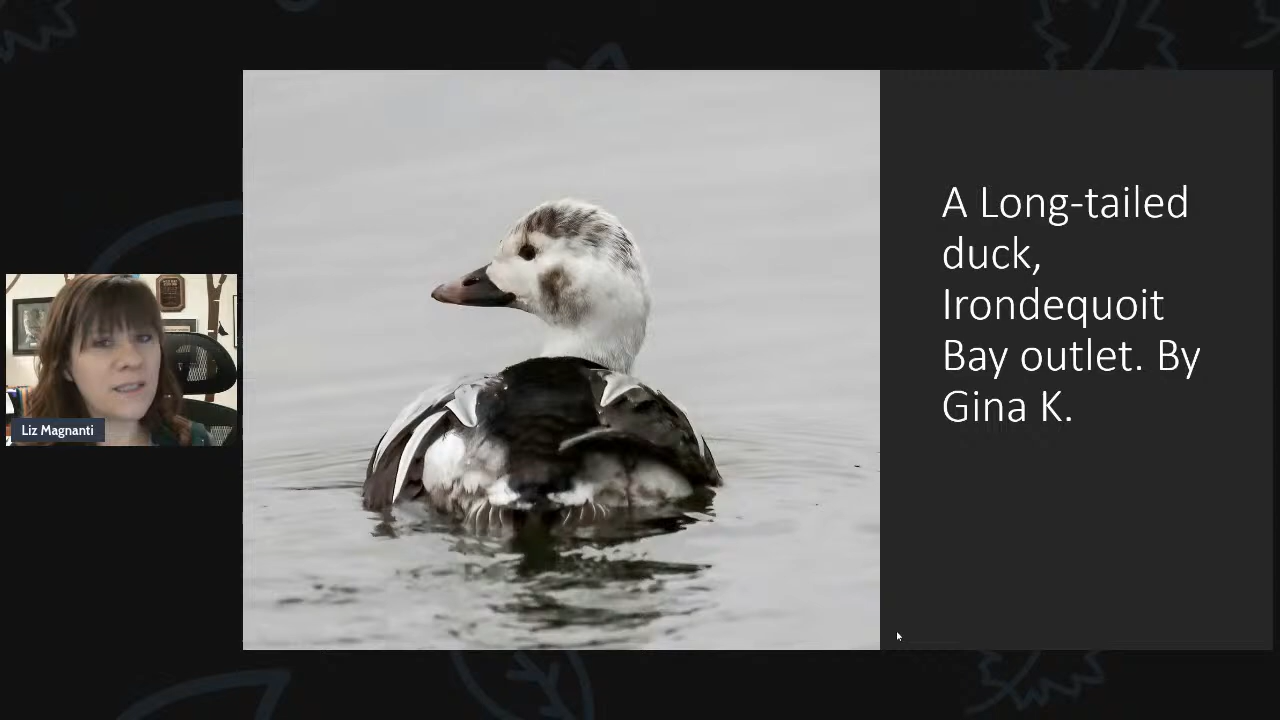 A Long-tailed
duck,
Irondequoit
Bay outlet. By
Gina K.
Liz Magnanti